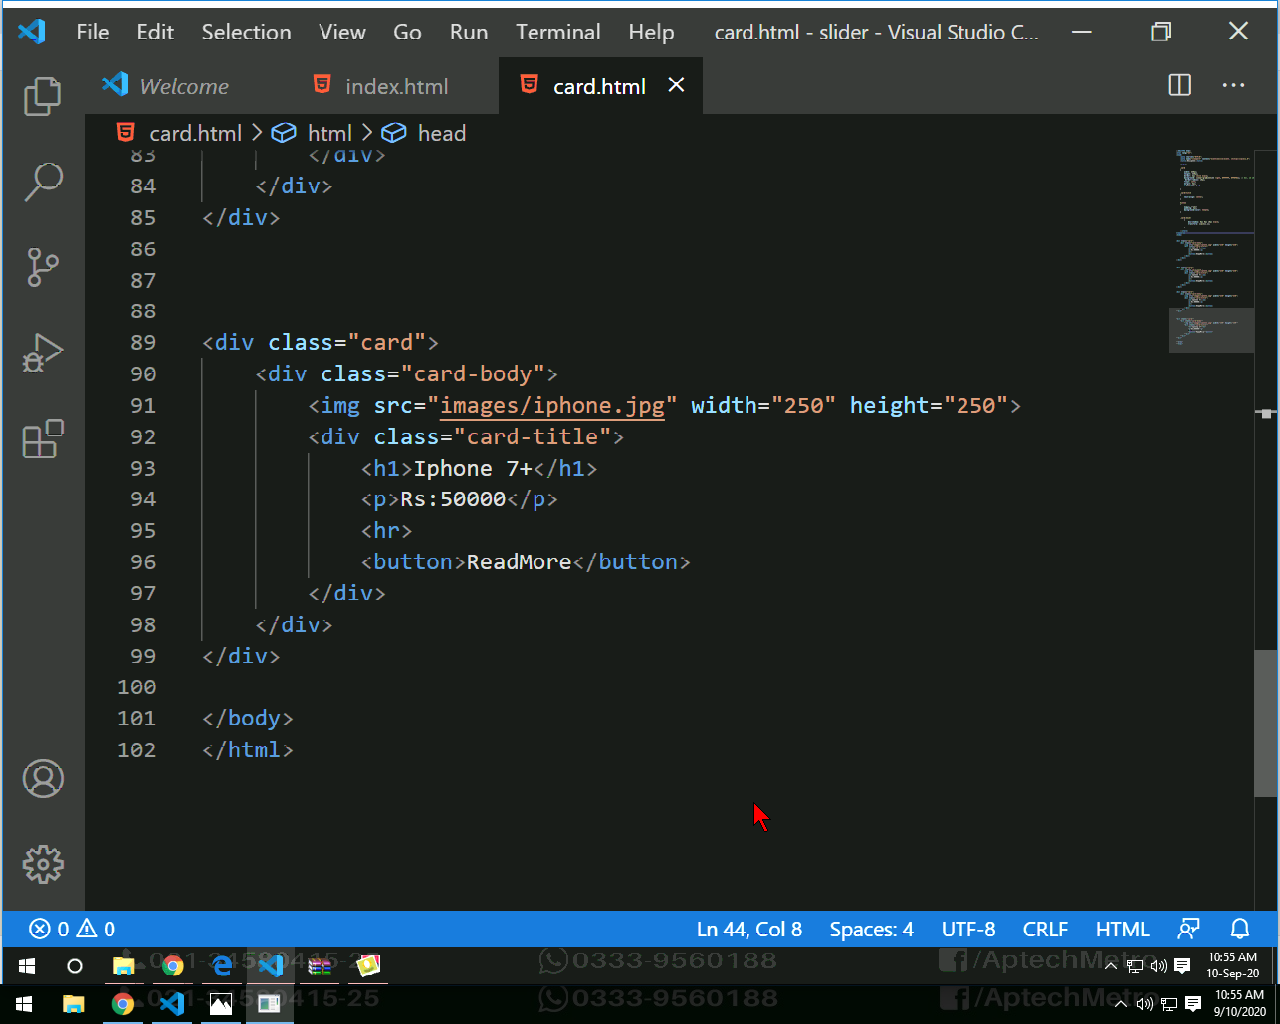 File Edit Selection View Go Run Terminal Help card.html - slider - Visual Studio C...
Welcome index.html card.html
card.html > html > head
83 </div>
84 </div>
85 </div>
86
87
88
89 <div class="card">
90 <div class="card-body">
91 <img src="images/iphone.jpg" width="250" height="250">
92 <div class="card-title">
93 <h1>Iphone 7+</h1>
94 <p>Rs:50000</p>
95 <hr>
96 <button>ReadMore</button>
97 </div>
98 </div>
99 </div>
100
101 </body>
102 </html>
0 0 Ln 44, Col 8 Spaces: 4 UTF-8 CRLF HTML
0333-9560188 /AptechMetro 10:55 AM
10-Sep-20
0333-9560188 /AptechMetro 10:55 AM
9/10/2020